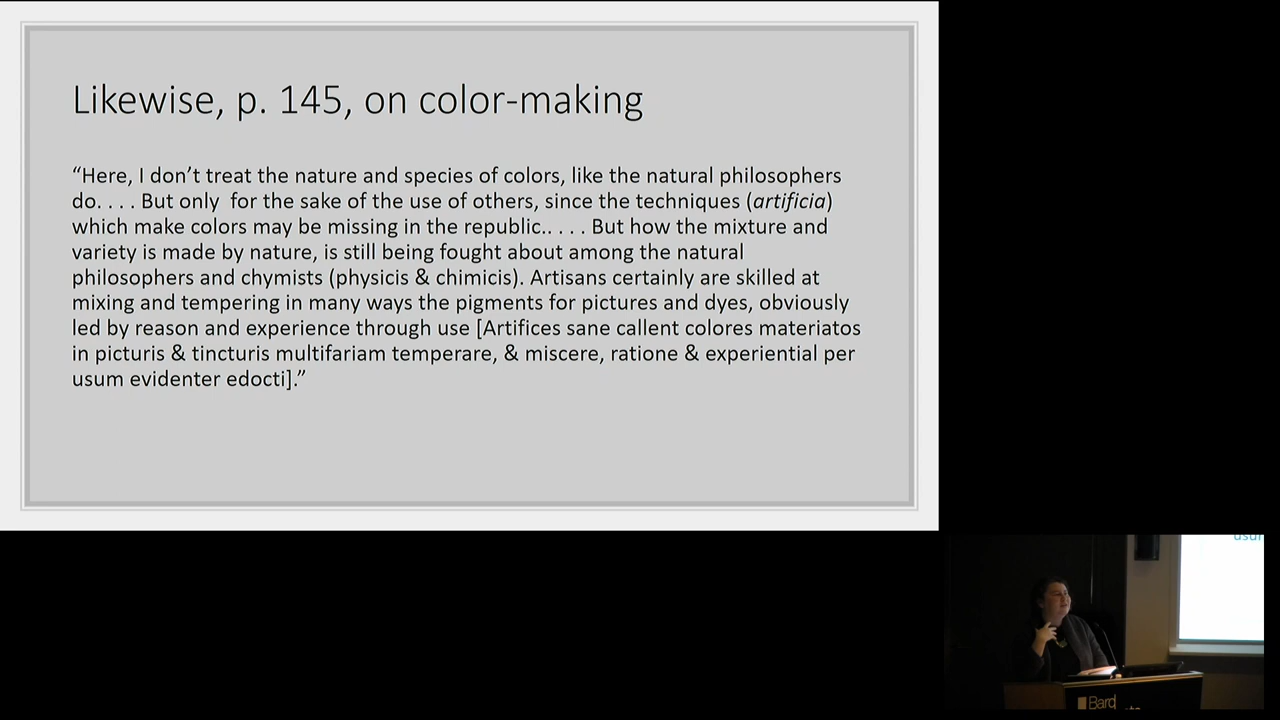 Likewise, p. 145, on color-making
“Here, I don’t treat the nature and species of colors, like the natural philosophers
do. . . . But only  for the sake of the use of others, since the techniques (artificia)
which make colors may be missing in the republic.. . . . But how the mixture and
variety is made by nature, is still being fought about among the natural
philosophers and chymists (physicis & chimicis). Artisans certainly are skilled at
mixing and tempering in many ways the pigments for pictures and dyes, obviously
led by reason and experience through use [Artifices sane callent colores materiatos
in picturis & tincturis multifariam temperare, & miscere, ratione & experiential per
usum evidenter edocti].”
usum
Bard